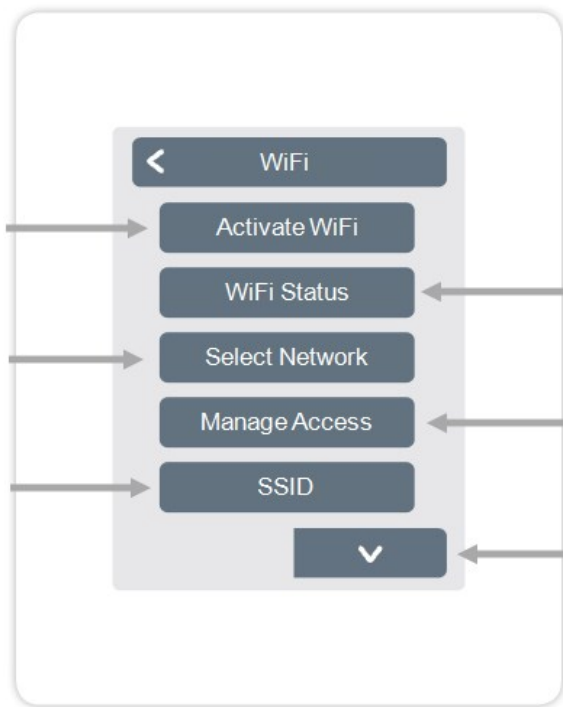 WiFi
Activate WiFi
WiFi Status
Select Network
Manage Access
SSID